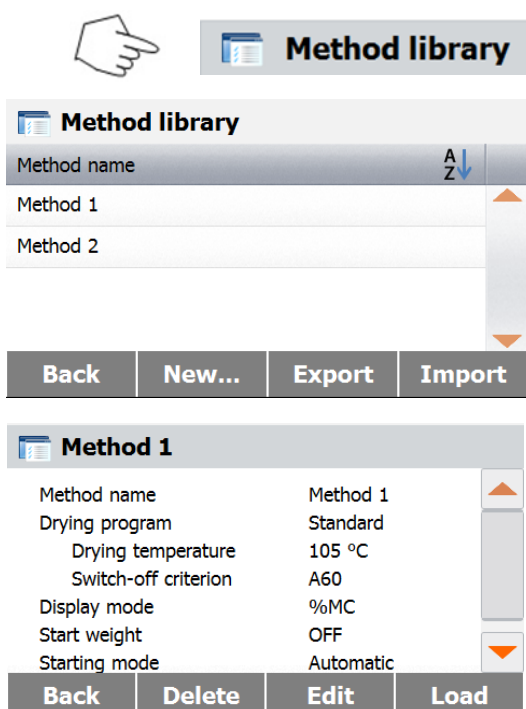 Method library
Method library
Method name A Z
Method 1
Method 2
Back New... Export Import
Method 1
Method name Method 1
Drying program Standard
Drying temperature 105 °C
Switch-off criterion A60
Display mode %MC
Start weight OFF
Starting mode Automatic
Back Delete Edit Load